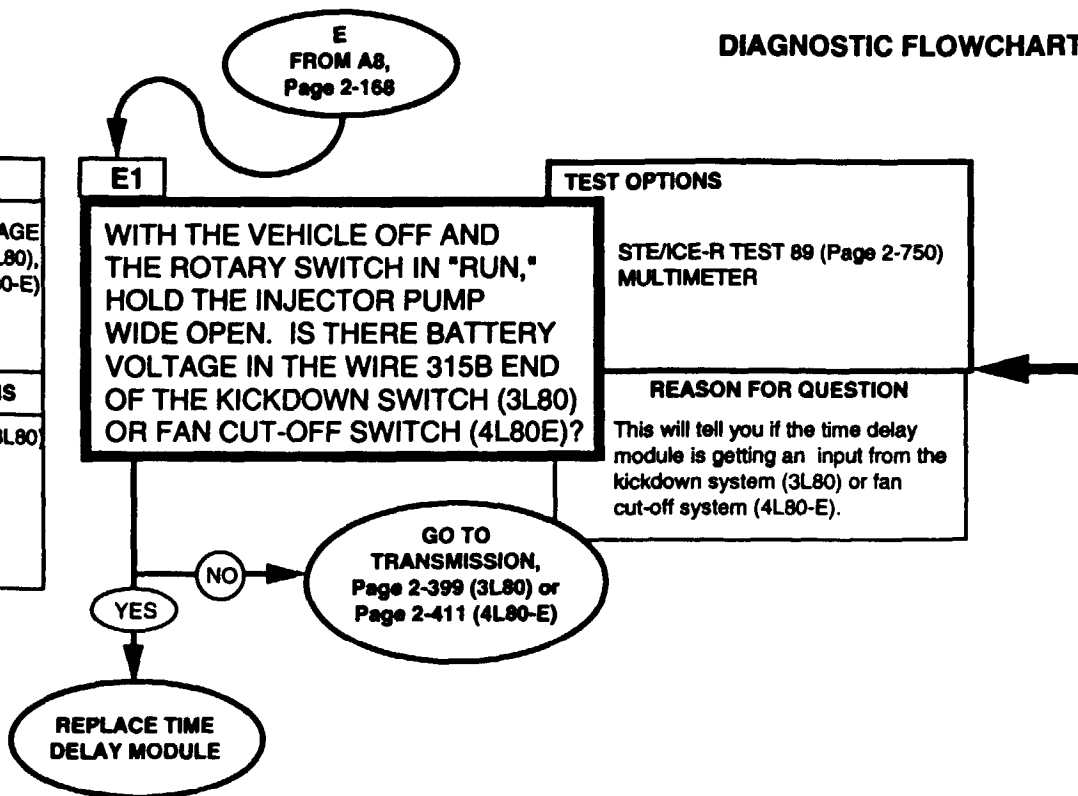 DIAGNOSTIC FLOWCHART
E
FROM A8,
Page 2-168
E1
AGE
L80),
0-E)
IS
3L80)
WITH THE VEHICLE OFF AND
THE ROTARY SWITCH IN "RUN,"
HOLD THE INJECTOR PUMP
WIDE OPEN. IS THERE BATTERY
VOLTAGE IN THE WIRE 315B END
OF THE KICKDOWN SWITCH (3L80)
OR FAN CUT-OFF SWITCH (4L80E)?
TEST OPTIONS
STE/ICE-R TEST 89 (Page 2-750)
MULTIMETER
REASON FOR QUESTION
This will tell you if the time delay
module is getting an input from the
kickdown system (3L80) or fan
cut-off system (4L80-E).
NO
GO TO
TRANSMISSION,
Page 2-399 (3L80) or
Page 2-411 (4L80-E)
YES
REPLACE TIME
DELAY MODULE